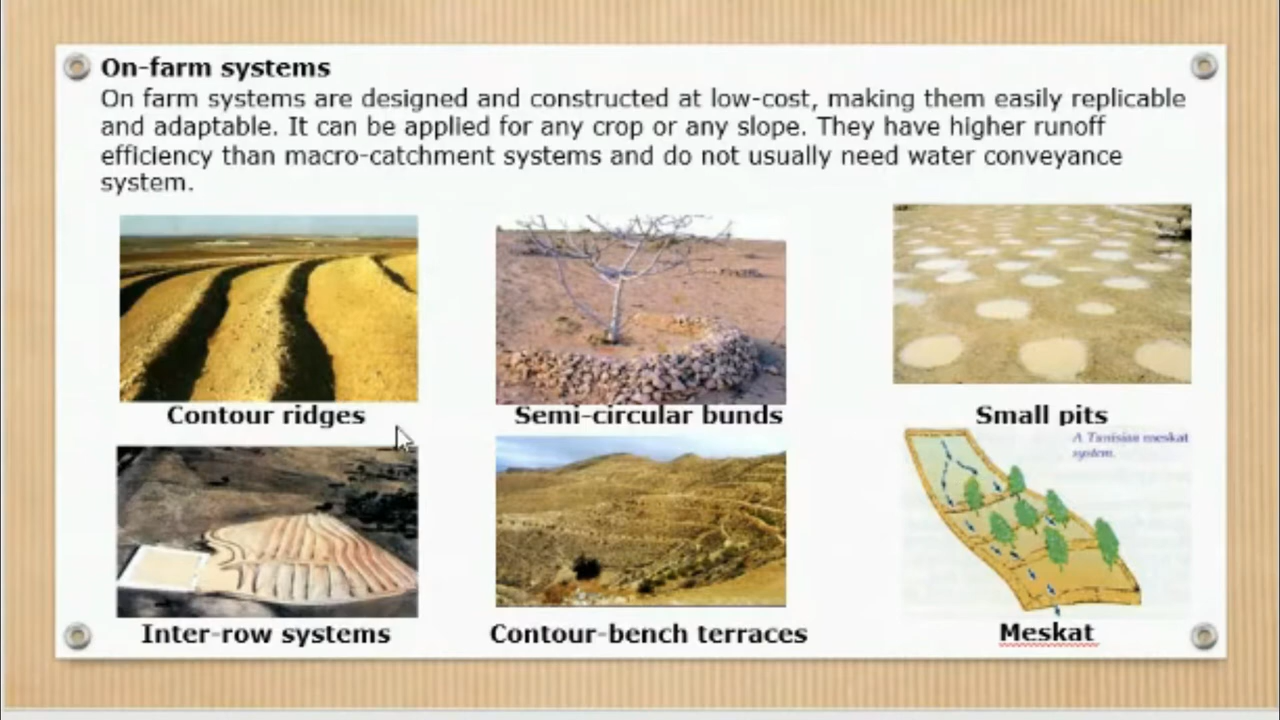 On-farm systems
On farm systems are designed and constructed at low-cost, making them easily replicable
and adaptable. It can be applied for any crop or any slope. They have higher runoff
efficiency than macro-catchment systems and do not usually need water conveyance
system.
Contour ridges
Semi-circular bunds
Small pits
A Tunisian meskat
system.
Inter-row systems
Contour-bench terraces
Meskat